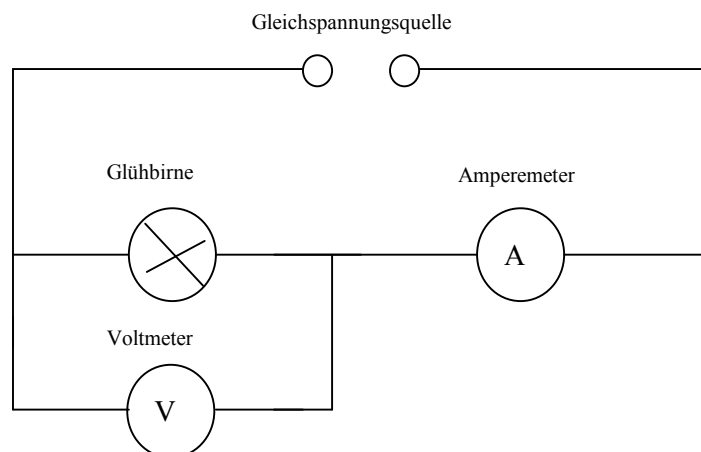 Gleichspannungsquelle
Glühbirne
Amperemeter
A
Voltmeter
V